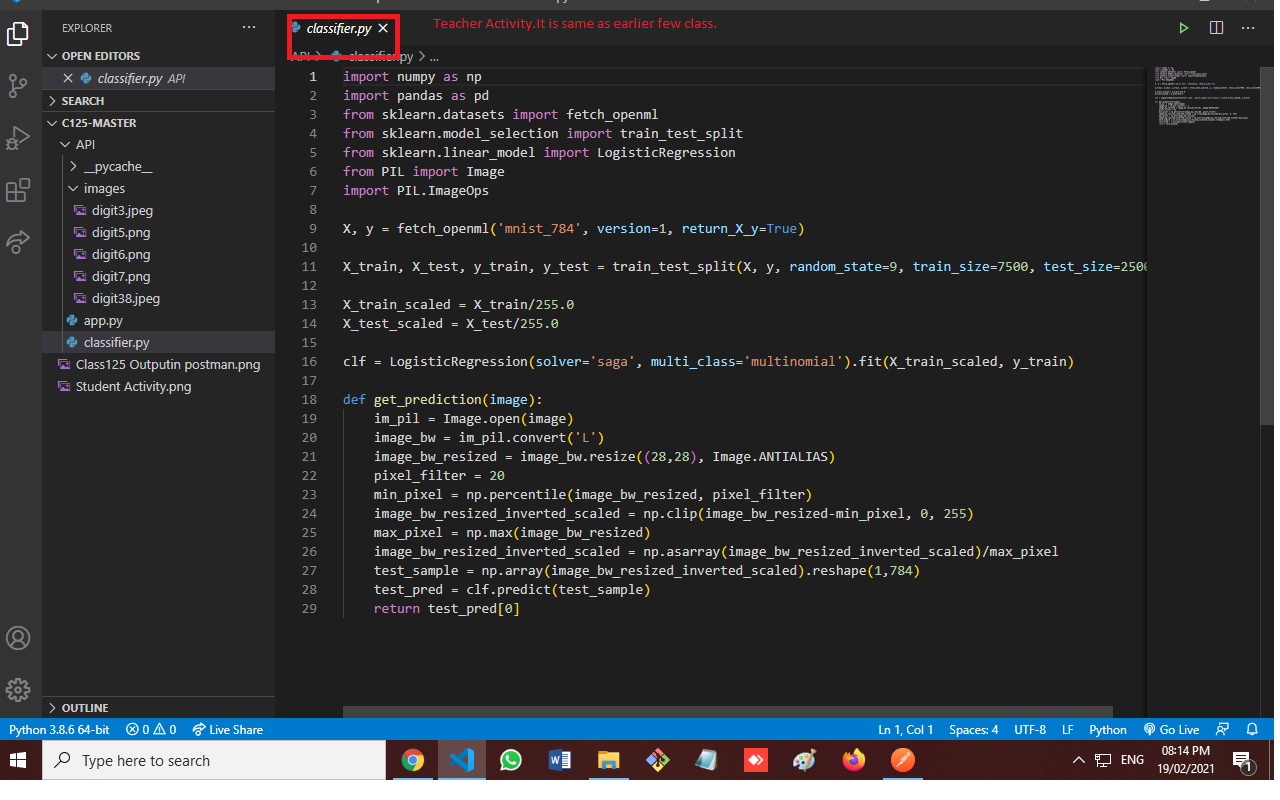 EXPLORER
OPEN EDITORS
classifier.py API
SEARCH
C125-MASTER
API
__pycache__
images
digit3.jpeg
digit5.png
digit6.png
digit7.png
digit38.jpeg
app.py
classifier.py
Class125 Outputin postman.png
Student Activity.png
OUTLINE
classifier.py
Teacher Activity.It is same as earlier few class.
API > classifier.py > ...
1 import numpy as np
2 import pandas as pd
3 from sklearn.datasets import fetch_openml
4 from sklearn.model_selection import train_test_split
5 from sklearn.linear_model import LogisticRegression
6 from PIL import Image
7 import PIL.ImageOps
8
9 X, y = fetch_openml('mnist_784', version=1, return_X_y=True)
10
11 X_train, X_test, y_train, y_test = train_test_split(X, y, random_state=9, train_size=7500, test_size=2500
12
13 X_train_scaled = X_train/255.0
14 X_test_scaled = X_test/255.0
15
16 clf = LogisticRegression(solver='saga', multi_class='multinomial').fit(X_train_scaled, y_train)
17
18 def get_prediction(image):
19 im_pil = Image.open(image)
20 image_bw = im_pil.convert('L')
21 image_bw_resized = image_bw.resize((28,28), Image.ANTIALIAS)
22 pixel_filter = 20
23 min_pixel = np.percentile(image_bw_resized, pixel_filter)
24 image_bw_resized_inverted_scaled = np.clip(image_bw_resized-min_pixel, 0, 255)
25 max_pixel = np.max(image_bw_resized)
26 image_bw_resized_inverted_scaled = np.asarray(image_bw_resized_inverted_scaled)/max_pixel
27 test_sample = np.array(image_bw_resized_inverted_scaled).reshape(1,784)
28 test_pred = clf.predict(test_sample)
29 return test_pred[0]
Python 3.8.6 64-bit 0 0 Live Share Ln 1, Col 1 Spaces: 4 UTF-8 LF Python Go Live
Type here to search
ENG
08:14 PM
19/02/2021
1